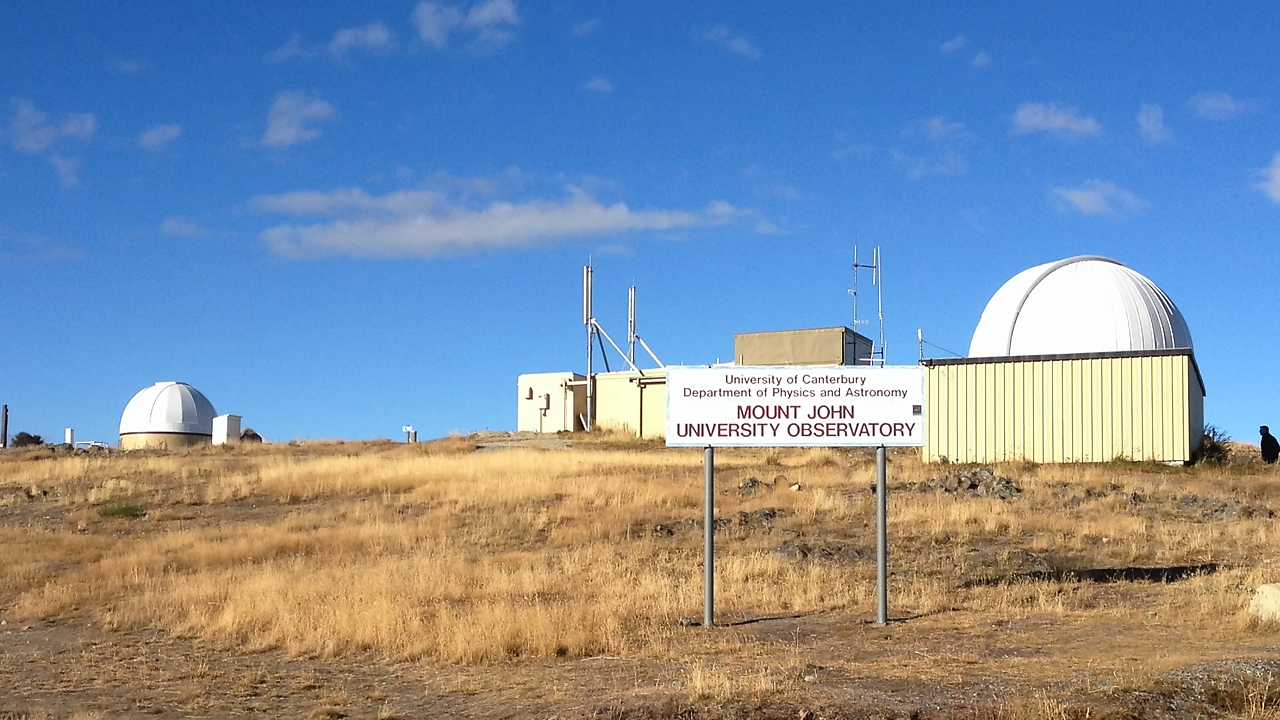 University of Canterbury
Department of Physics and Astronomy
MOUNT JOHN
UNIVERSITY OBSERVATORY